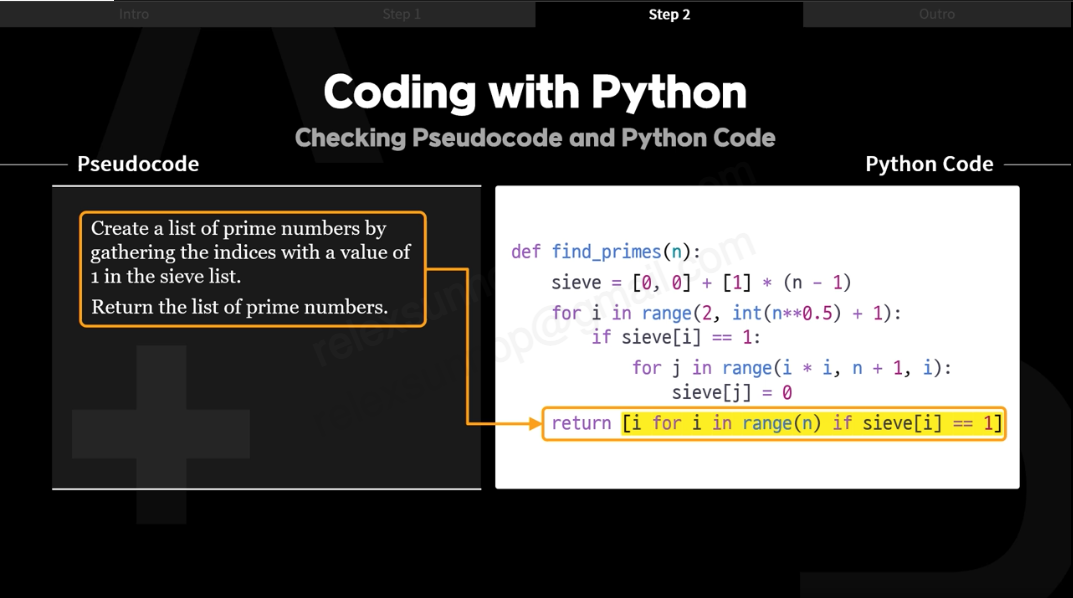 Intro
Step 1
Step 2
Outro
Coding with Python
Checking Pseudocode and Python Code
Pseudocode
Python Code
Create a list of prime numbers by
gathering the indices with a value of
1 in the sieve list.
Return the list of prime numbers.
def find_primes(n):
    sieve = [0, 0] + [1] * (n - 1)
    for i in range(2, int(n**0.5) + 1):
        if sieve[i] == 1:
            for j in range(i * i, n + 1, i):
                sieve[j] = 0
    return [i for i in range(n) if sieve[i] == 1]